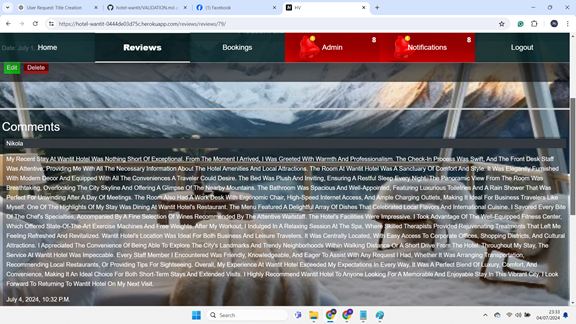 User Request: Title Creation
hotel-wantit/VALIDATION.md
(1) Facebook
HV
https://hotel-wantit-0444de03d75c.herokuapp.com/reviews/reviews/79/
Home
Reviews
Bookings
Admin
8
Notifications
8
Logout
Date: July 1,
Edit
Delete
Comments
Nikola
My Recent Stay At Wantit Hotel Was Nothing Short Of Exceptional. From The Moment I Arrived, I Was Greeted With Warmth And Professionalism. The Check-In Process Was Swift, And The Front Desk Staff
Was Attentive, Providing Me With All The Necessary Information About The Hotel Amenities And Local Attractions. The Room At Wantit Hotel Was A Sanctuary Of Comfort And Style. It Was Elegantly Furnished
With Modern Decor And Equipped With All The Conveniences A Traveler Could Desire. The Bed Was Plush And Inviting, Ensuring A Restful Sleep Every Night. The Panoramic View From The Room Was
Breathtaking, Overlooking The City Skyline And Offering A Glimpse Of The Nearby Mountains. The Bathroom Was Spacious And Well-Appointed, Featuring Luxurious Toiletries And A Rain Shower That Was
Perfect For Unwinding After A Day Of Meetings. The Room Also Had A Work Desk With Ergonomic Chair, High-Speed Internet Access, And Ample Charging Outlets, Making It Ideal For Business Travelers Like
Myself. One Of The Highlights Of My Stay Was Dining At Wantit Hotel's Restaurant. The Menu Featured A Delightful Array Of Dishes That Celebrated Local Flavors And International Cuisine. I Savored Every Bite
Of The Chef's Specialties, Accompanied By A Fine Selection Of Wines Recommended By The Attentive Waitstaff. The Hotel's Facilities Were Impressive. I Took Advantage Of The Well-Equipped Fitness Center,
Which Offered State-Of-The-Art Exercise Machines And Free Weights. After My Workout, I Indulged In A Relaxing Session At The Spa, Where Skilled Therapists Provided Rejuvenating Treatments That Left Me
Feeling Refreshed And Revitalized. Wantit Hotel's Location Was Ideal For Both Business And Leisure Travelers. It Was Centrally Located, With Easy Access To Corporate Offices, Shopping Districts, And Cultural
Attractions. I Appreciated The Convenience Of Being Able To Explore The City's Landmarks And Trendy Neighborhoods Within Walking Distance Or A Short Drive From The Hotel. Throughout My Stay, The
Service At Wantit Hotel Was Impeccable. Every Staff Member I Encountered Was Friendly, Knowledgeable, And Eager To Assist With Any Request I Had, Whether It Was Arranging Transportation,
Recommending Local Restaurants, Or Providing Tips For Sightseeing. Overall, My Experience At Wantit Hotel Exceeded My Expectations In Every Way. It Was A Perfect Blend Of Luxury, Comfort, And
Convenience, Making It An Ideal Choice For Both Short-Term Stays And Extended Visits. I Highly Recommend Wantit Hotel To Anyone Looking For A Memorable And Enjoyable Stay In This Vibrant City. I Look
Forward To Returning To Wantit Hotel On My Next Visit.
July 4, 2024, 10:32 P.M.
Search
23:33
04/07/2024